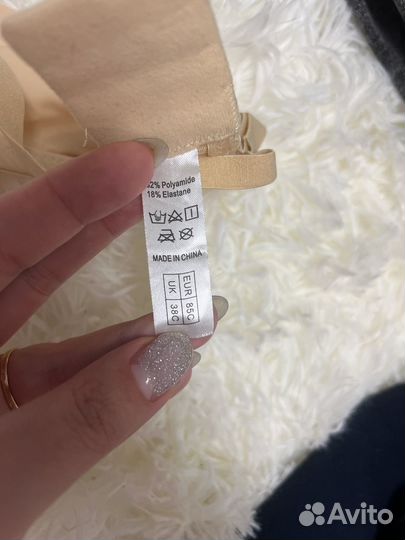 82% Polyamide
18% Elastane
MADE IN CHINA
EUR 85C
UK 38C
Avito